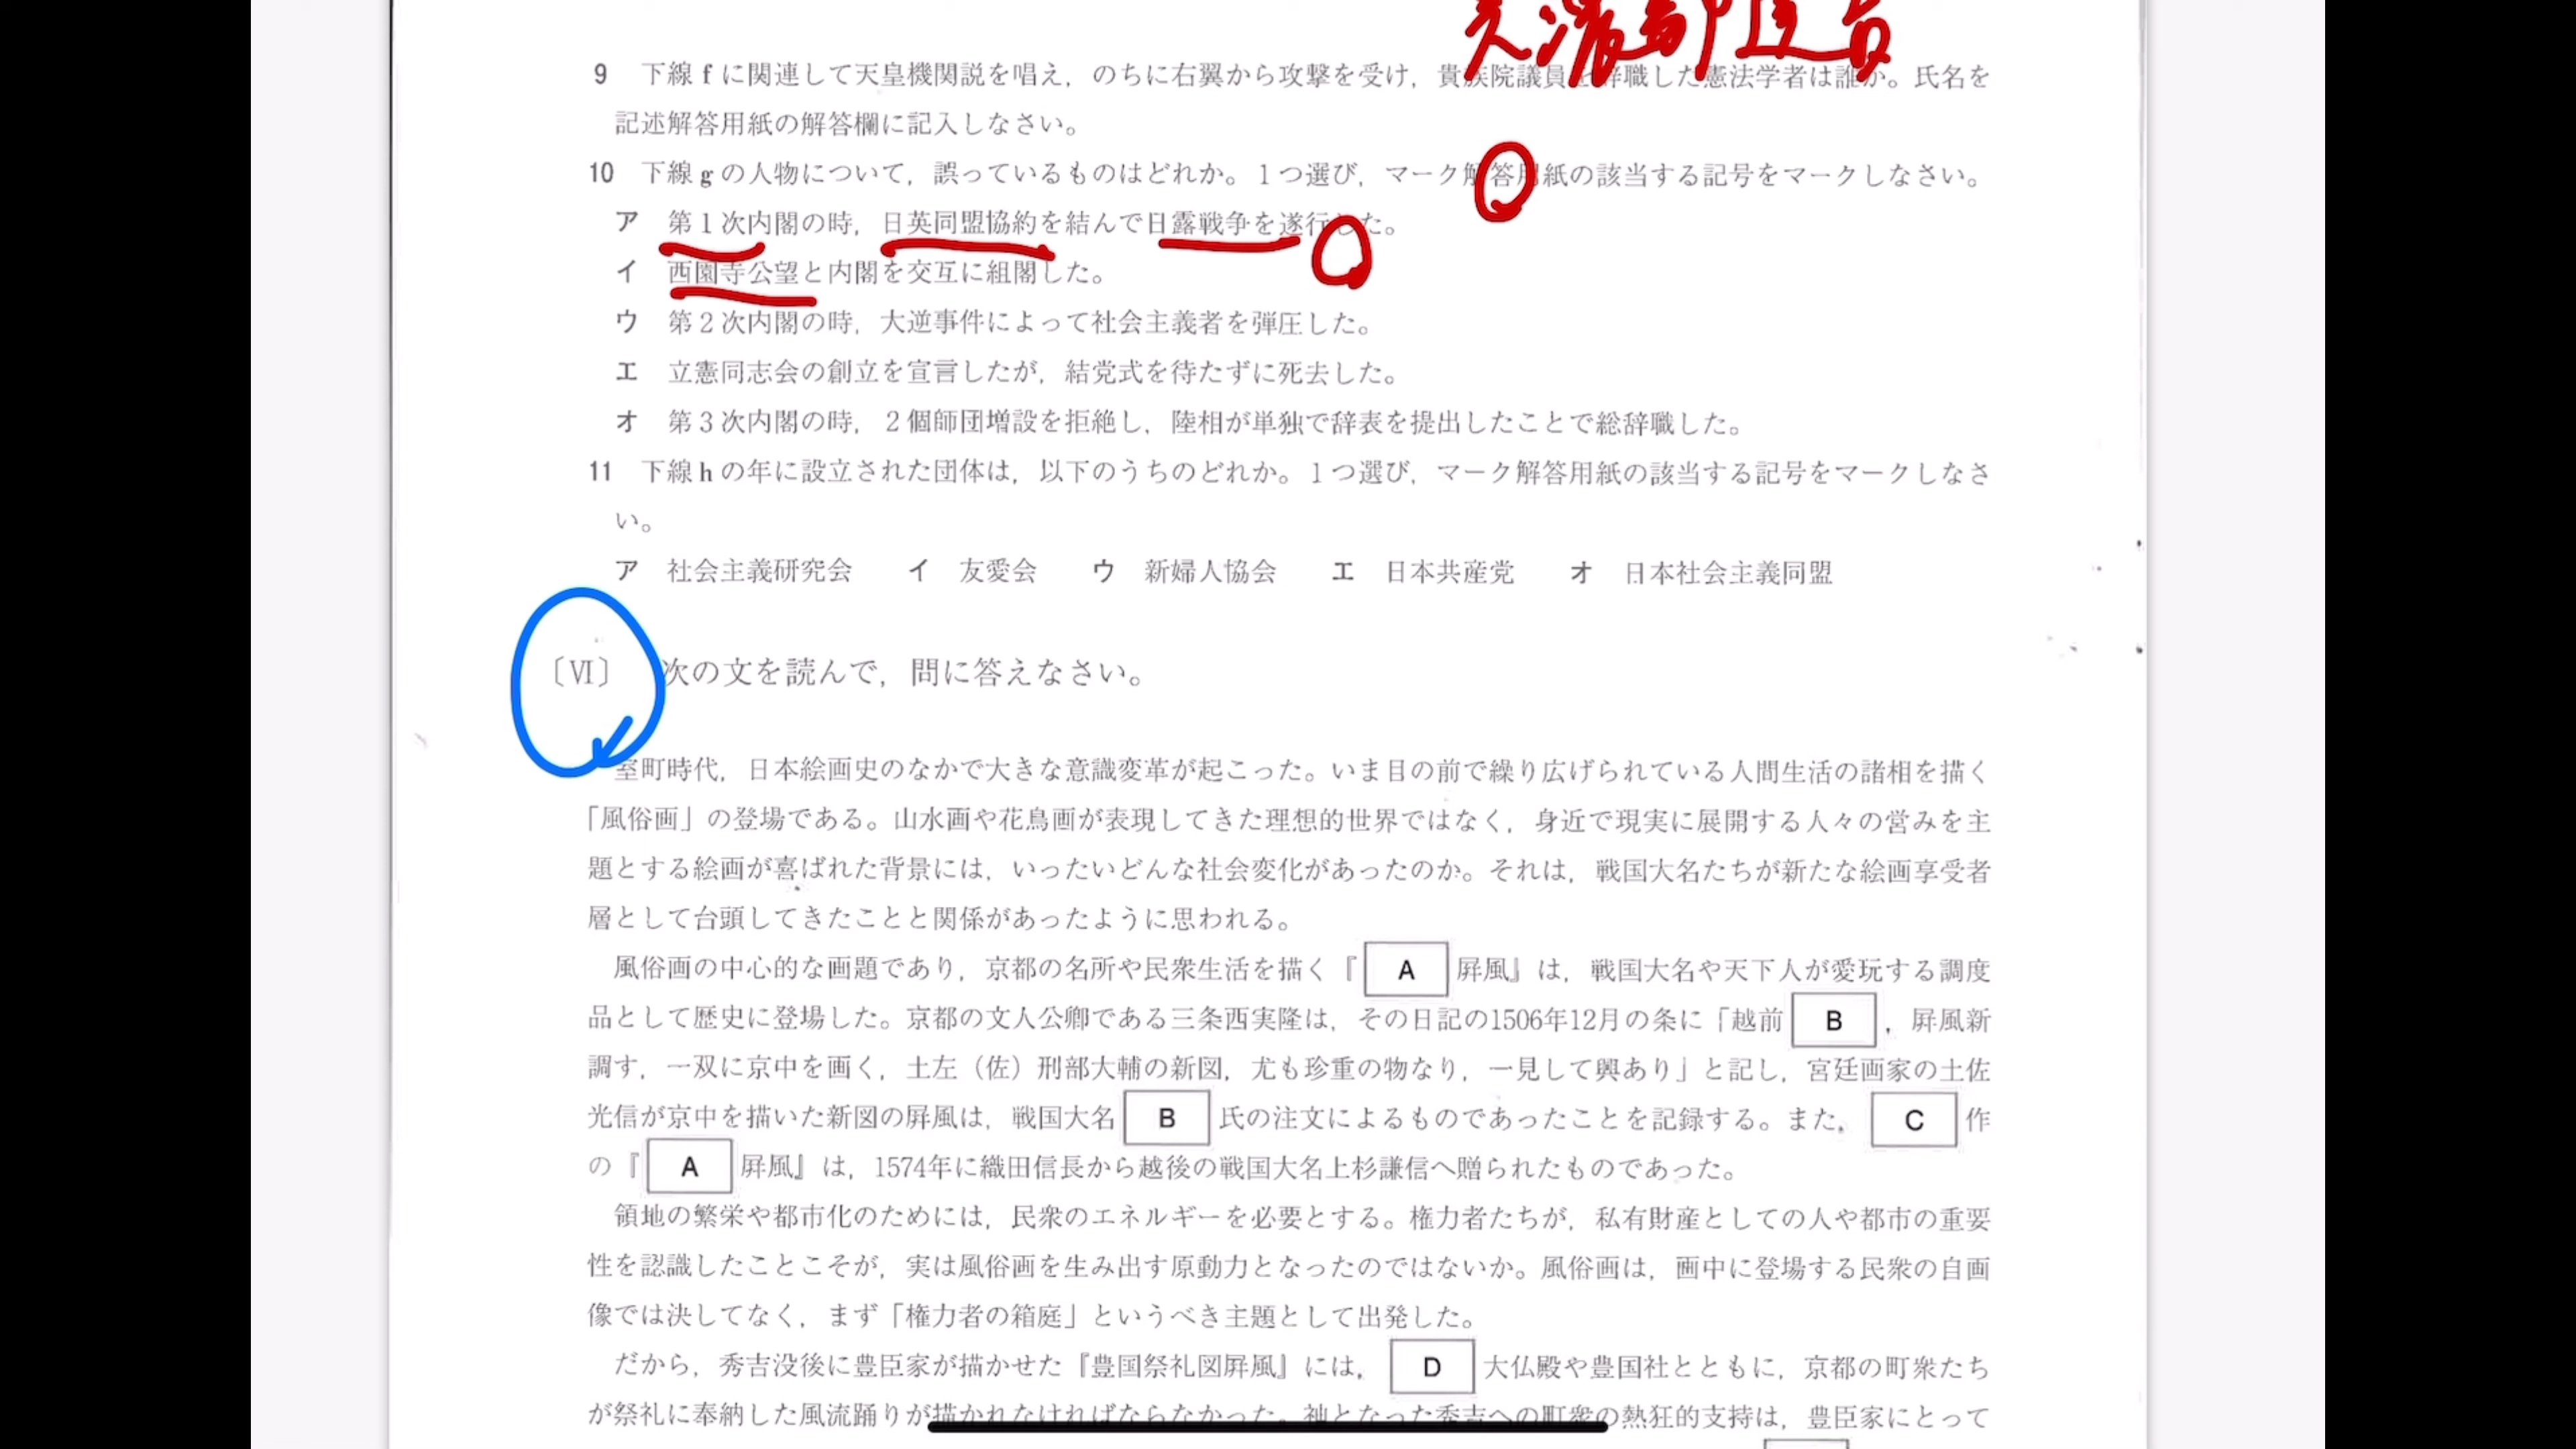 美濃部達吉
9 下線fに関連して天皇機関説を唱え，のちに右翼から攻撃を受け，貴族院議員を辞職した憲法学者は誰か。氏名を
記述解答用紙の解答欄に記入しなさい。
10 下線gの人物について，誤っているものはどれか。1つ選び，マーク解答用紙の該当する記号をマークしなさい。
ア 第1次内閣の時，日英同盟協約を結んで日露戦争を遂行した。
イ 西園寺公望と内閣を交互に組閣した。
ウ 第2次内閣の時，大逆事件によって社会主義者を弾圧した。
エ 立憲同志会の創立を宣言したが，結党式を待たずに死去した。
オ 第3次内閣の時，2個師団増設を拒絶し，陸相が単独で辞表を提出したことで総辞職した。
11 下線hの年に設立された団体は，以下のうちのどれか。1つ選び，マーク解答用紙の該当する記号をマークしなさ
い。
ア 社会主義研究会 イ 友愛会 ウ 新婦人協会 エ 日本共産党 オ 日本社会主義同盟
〔Ⅵ〕 次の文を読んで，問に答えなさい。
室町時代，日本絵画史のなかで大きな意識変革が起こった。いま目の前で繰り広げられている人間生活の諸相を描く
「風俗画」の登場である。山水画や花鳥画が表現してきた理想的世界ではなく，身近で現実に展開する人々の営みを主
題とする絵画が喜ばれた背景には，いったいどんな社会変化があったのか。それは，戦国大名たちが新たな絵画享受者
層として台頭してきたことと関係があったように思われる。
風俗画の中心的な画題であり，京都の名所や民衆生活を描く『 A 屛風』は，戦国大名や天下人が愛玩する調度
品として歴史に登場した。京都の文人公卿である三条西実隆は，その日記の1506年12月の条に「越前 B ，屛風新
調す，一双に京中を画く，土左（佐）刑部大輔の新図，尤も珍重の物なり，一見して興あり」と記し，宮廷画家の土佐
光信が京中を描いた新図の屛風は，戦国大名 B 氏の注文によるものであったことを記録する。また， C 作
の『 A 屛風』は，1574年に織田信長から越後の戦国大名上杉謙信へ贈られたものであった。
領地の繁栄や都市化のためには，民衆のエネルギーを必要とする。権力者たちが，私有財産としての人や都市の重要
性を認識したことこそが，実は風俗画を生み出す原動力となったのではないか。風俗画は，画中に登場する民衆の自画
像では決してなく，まず「権力者の箱庭」というべき主題として出発した。
だから，秀吉没後に豊臣家が描かせた『豊国祭礼図屛風』には， D 大仏殿や豊国社とともに，京都の町衆たち
が祭礼に奉納した風流踊りが描かれなければならなかった。神となった秀吉への町衆の熱狂的支持は，豊臣家にとって